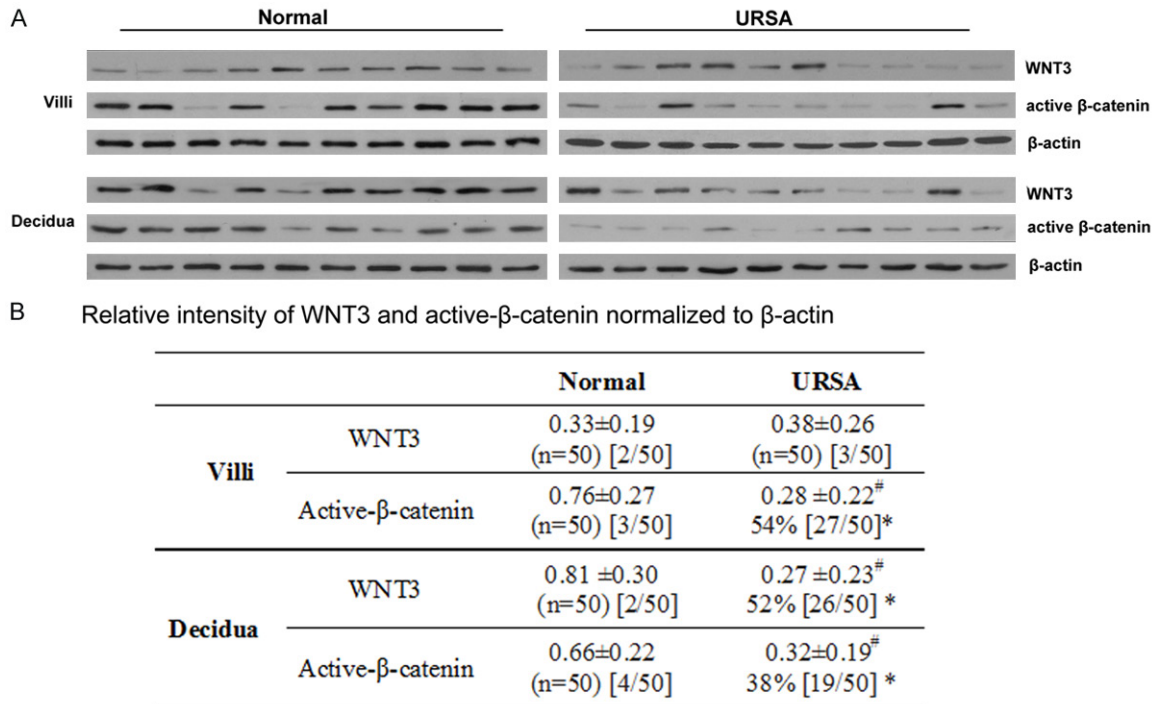 A
Normal
URSA
WNT3
Villi
active β-catenin
β-actin
WNT3
Decidua
active β-catenin
β-actin
B
Relative intensity of WNT3 and active-β-catenin normalized to β-actin
Normal URSA
Villi
WNT3
0.33±0.19 0.38±0.26
(n=50) [2/50] (n=50) [3/50]
Active-β-catenin
0.76±0.27 0.28 ±0.22#
(n=50) [3/50] 54% [27/50]*
Decidua
WNT3
0.81 ±0.30 0.27 ±0.23#
(n=50) [2/50] 52% [26/50] *
Active-β-catenin
0.66±0.22 0.32±0.19#
(n=50) [4/50] 38% [19/50] *